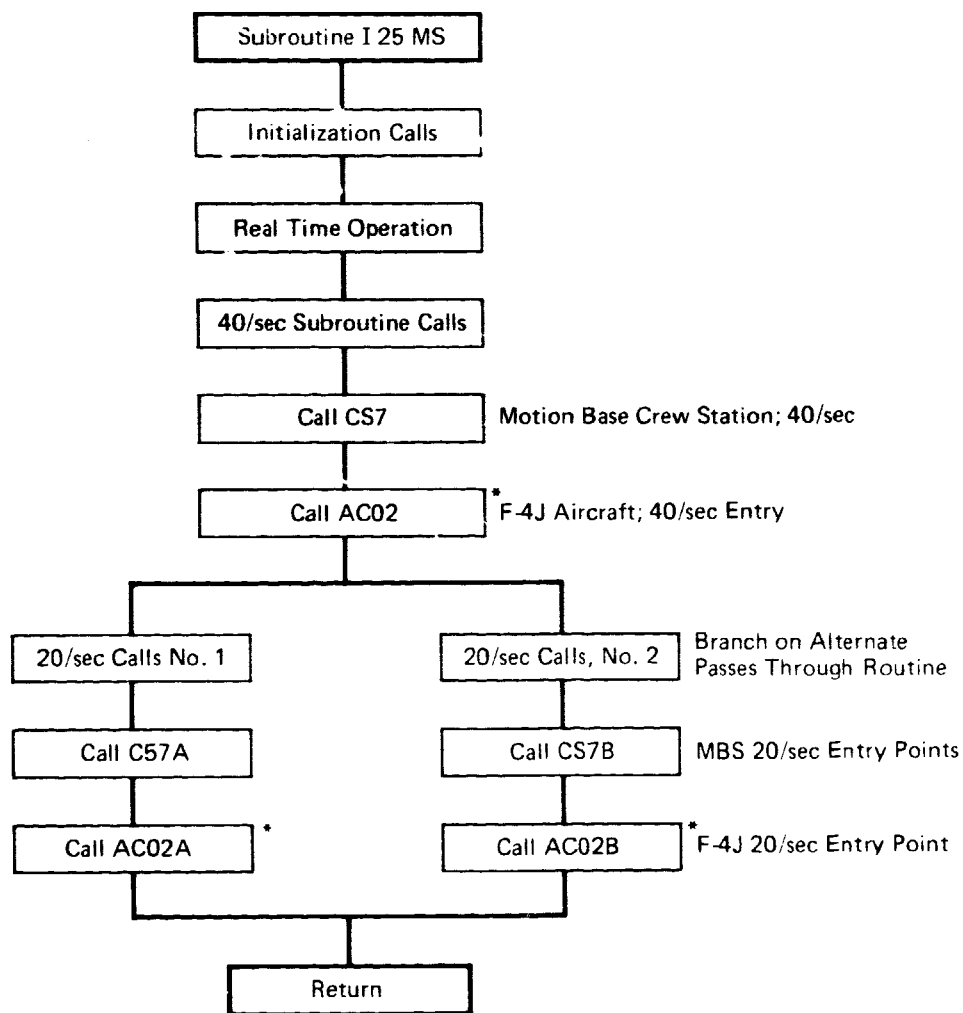 Subroutine I 25 MS
Initialization Calls
Real Time Operation
40/sec Subroutine Calls
Call CS7
Motion Base Crew Station; 40/sec
Call AC02
*F-4J Aircraft; 40/sec Entry
20/sec Calls No. 1
20/sec Calls, No. 2
Branch on Alternate
Passes Through Routine
Call C57A
Call CS7B
MBS 20/sec Entry Points
Call AC02A
*
Call AC02B
*F-4J 20/sec Entry Point
Return